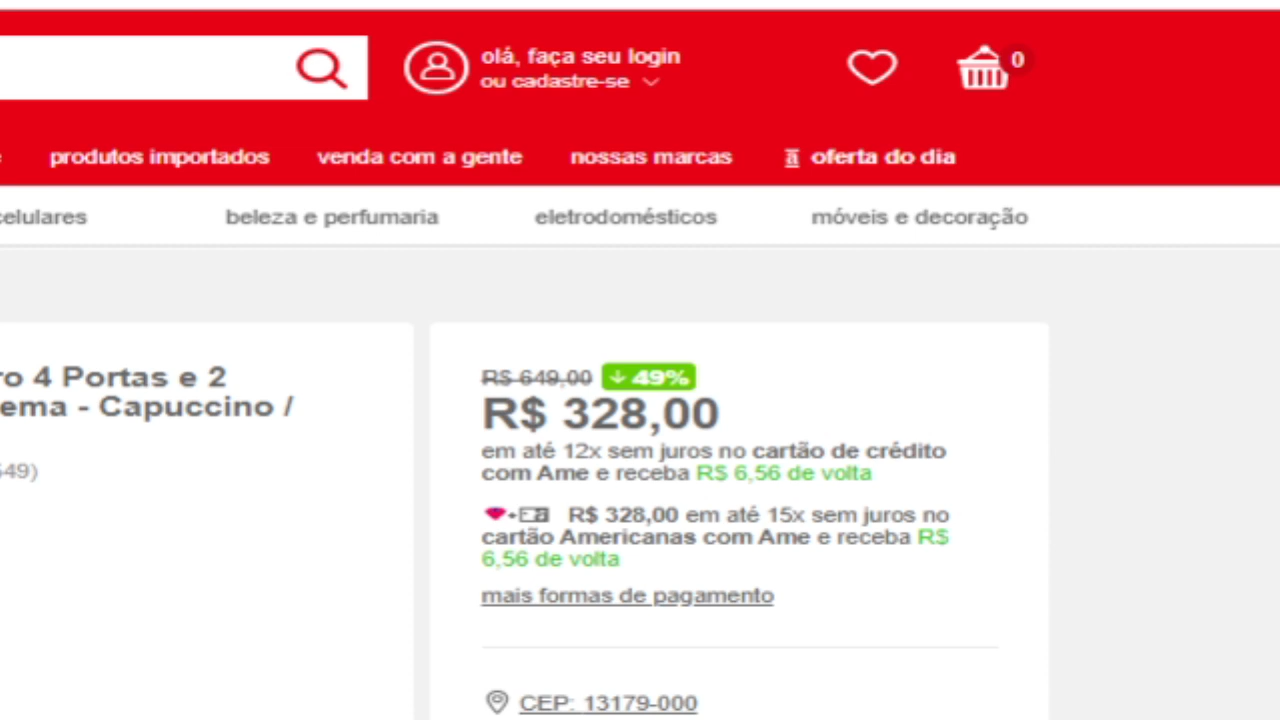 olá, faça seu login
ou cadastre-se
0
produtos importados
venda com a gente
nossas marcas
oferta do dia
celulares
beleza e perfumaria
eletrodomésticos
móveis e decoração
ro 4 Portas e 2
ema - Capuccino /
649)
R$ 649,00 49%
R$ 328,00
em até 12x sem juros no cartão de crédito
com Ame e receba R$ 6,56 de volta
R$ 328,00 em até 15x sem juros no
cartão Americanas com Ame e receba R$
6,56 de volta
mais formas de pagamento
CEP: 13179-000